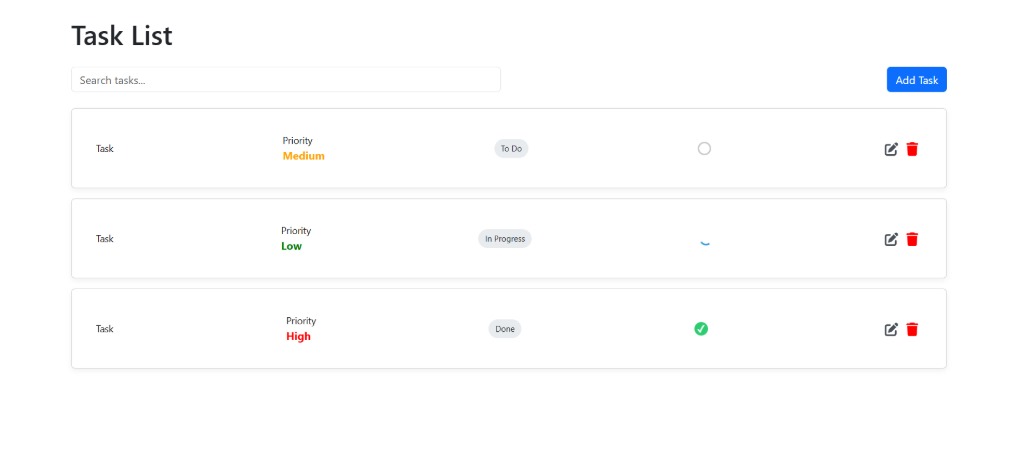 Task List
Search tasks...
Add Task
Task
Priority
Medium
To Do
Task
Priority
Low
In Progress
Task
Priority
High
Done